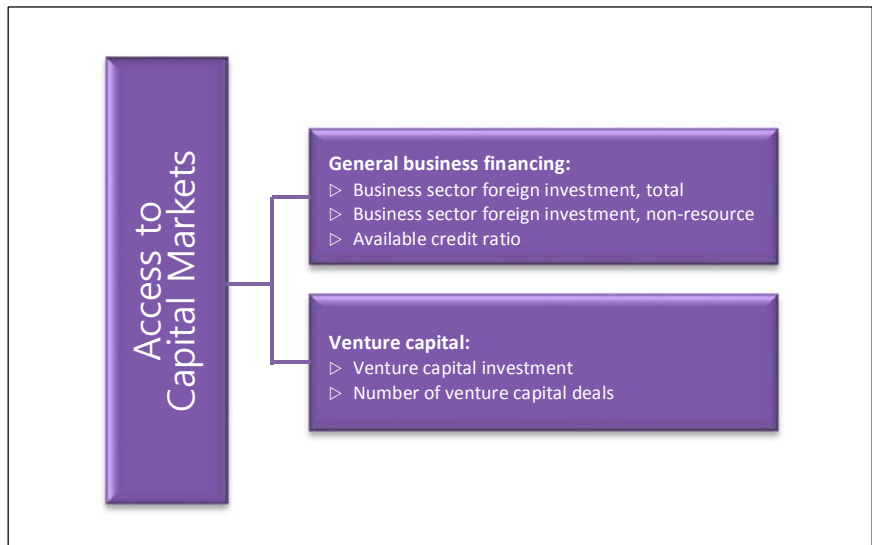 Access to
Capital Markets
General business financing:
▷ Business sector foreign investment, total
▷ Business sector foreign investment, non-resource
▷ Available credit ratio
Venture capital:
▷ Venture capital investment
▷ Number of venture capital deals